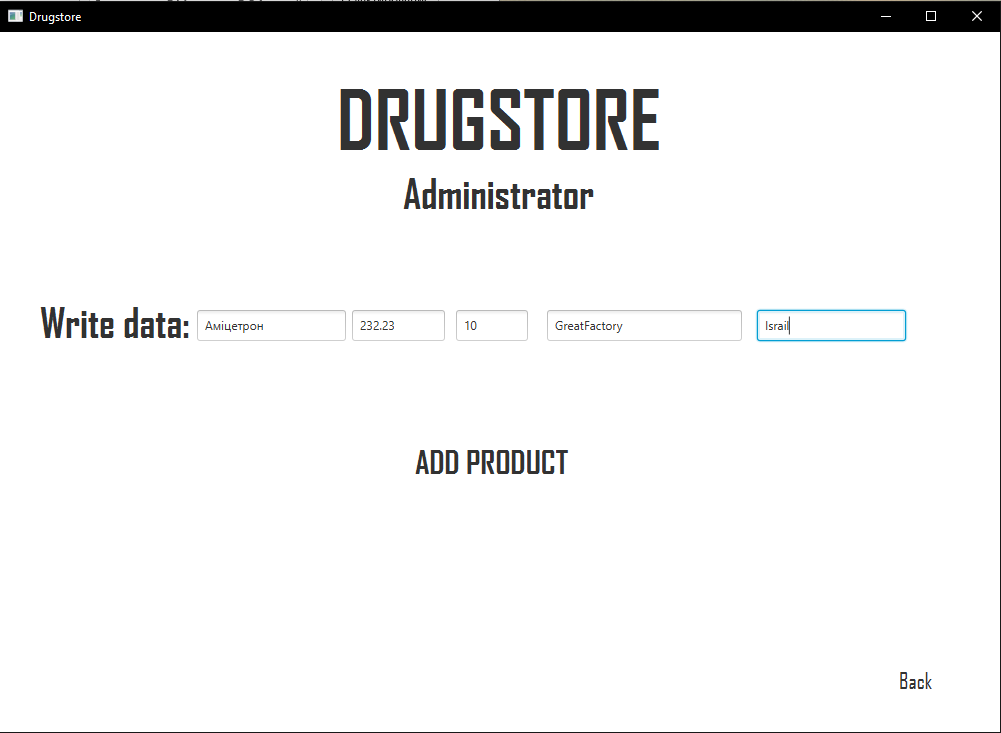 Drugstore
DRUGSTORE
Administrator
Write data: Аміцетрон 232.23 10 GreatFactory Israil
ADD PRODUCT
Back